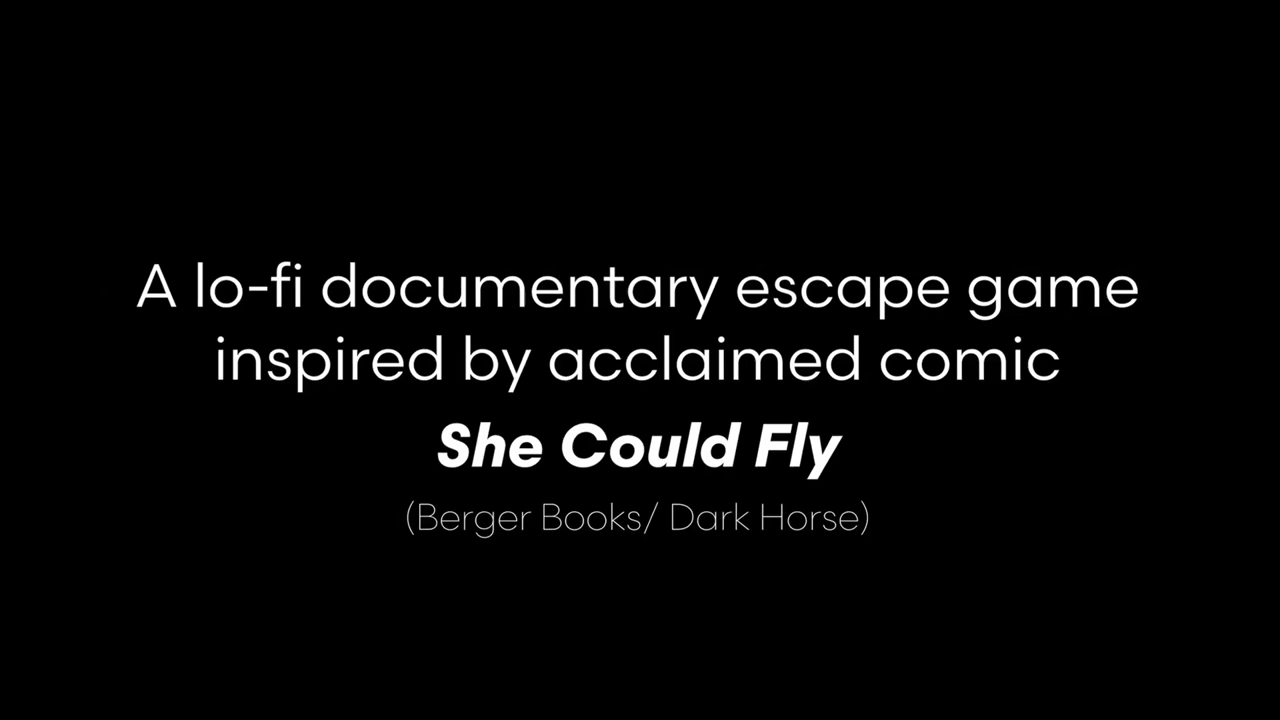 A lo-fi documentary escape game
inspired by acclaimed comic
She Could Fly
(Berger Books/ Dark Horse)